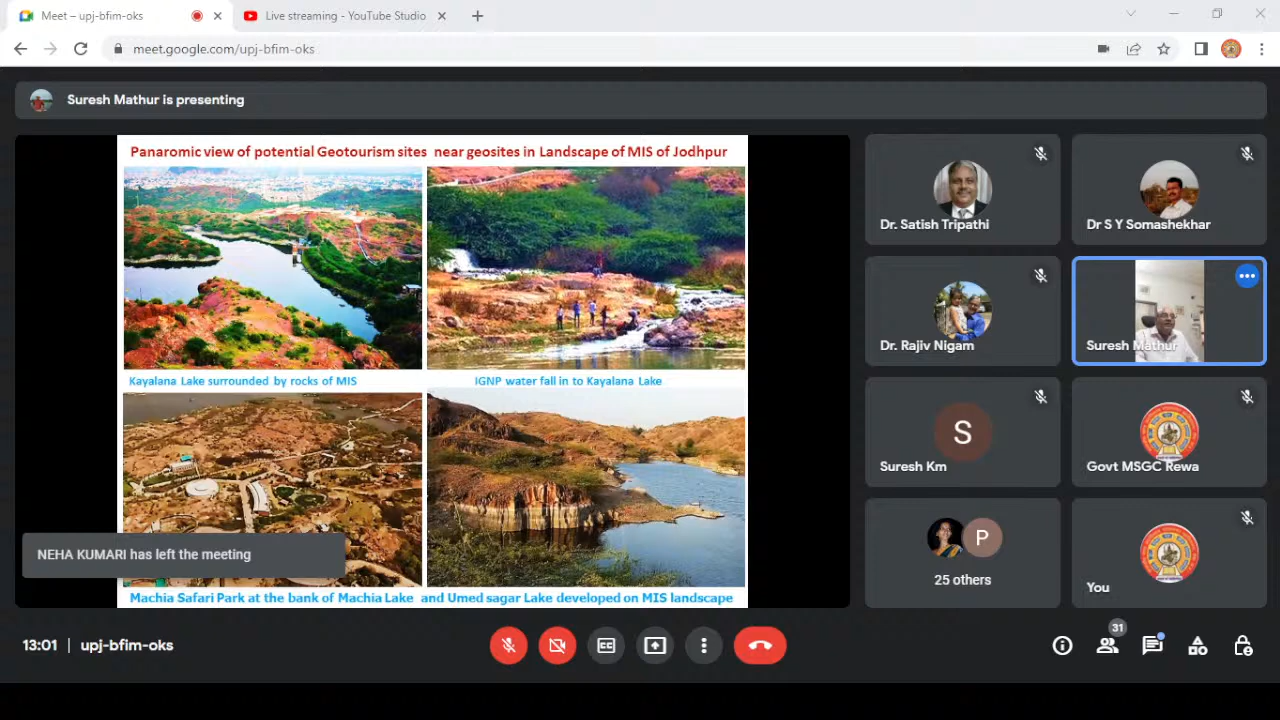 Meet – upj-bfim-oks
Live streaming - YouTube Studio
meet.google.com/upj-bfim-oks
Suresh Mathur is presenting
Panaromic view of potential Geotourism sites near geosites in Landscape of MIS of Jodhpur
Kayalana Lake surrounded by rocks of MIS
IGNP water fall in to Kayalana Lake
Machia Safari Park at the bank of Machia Lake and Umed sagar Lake developed on MIS landscape
NEHA KUMARI has left the meeting
Dr. Satish Tripathi
Dr S Y Somashekhar
Dr. Rajiv Nigam
Suresh Mathur
S
Suresh Km
Govt MSGC Rewa
P
25 others
You
13:01 | upj-bfim-oks
CC
31